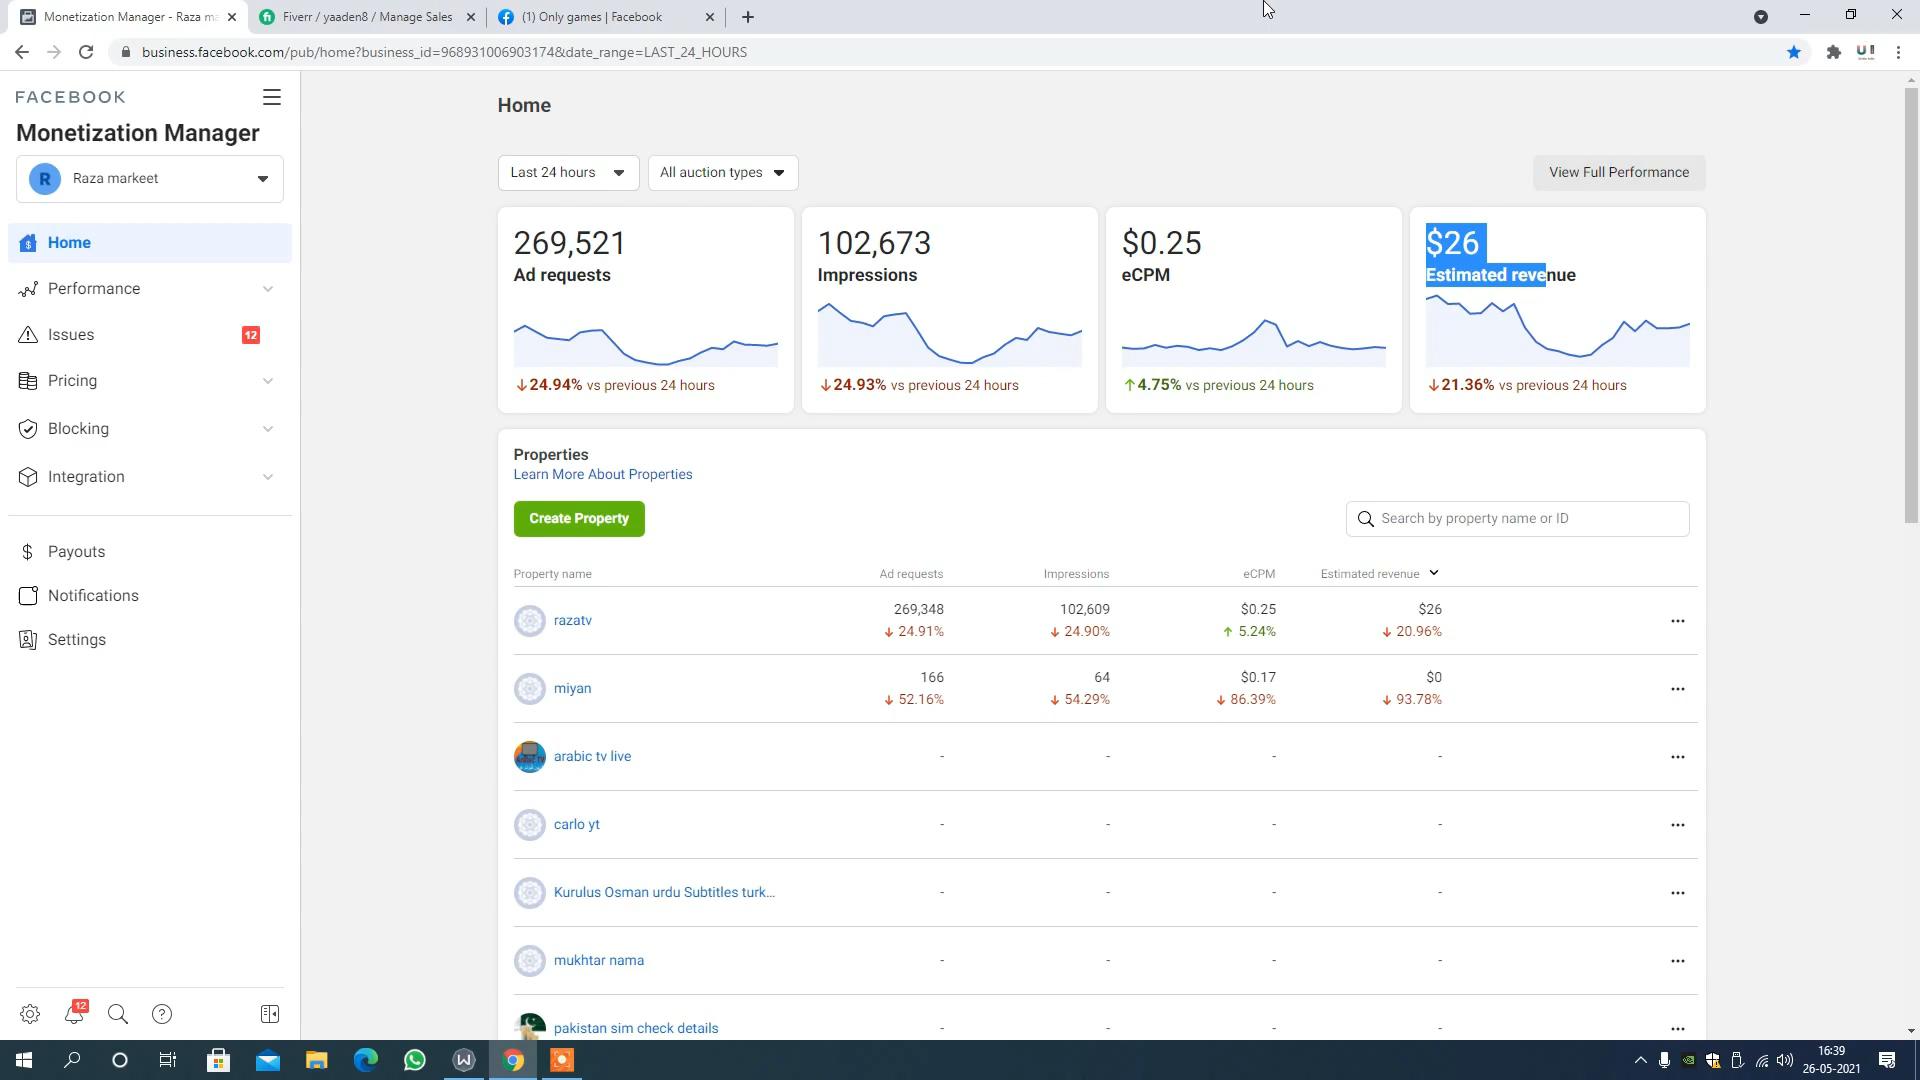 Monetization Manager - Raza ma
Fiverr / yaaden8 / Manage Sales
(1) Only games | Facebook
business.facebook.com/pub/home?business_id=968931006903174&date_range=LAST_24_HOURS
FACEBOOK
Monetization Manager
R Raza markeet
Home
Performance
Issues 12
Pricing
Blocking
Integration
$ Payouts
Notifications
Settings
12
Home
Last 24 hours
All auction types
View Full Performance
269,521
Ad requests
24.94% vs previous 24 hours
102,673
Impressions
24.93% vs previous 24 hours
$0.25
eCPM
4.75% vs previous 24 hours
$26
Estimated revenue
21.36% vs previous 24 hours
Properties
Learn More About Properties
Create Property
Search by property name or ID
Property name Ad requests Impressions eCPM Estimated revenue
razatv 269,348 102,609 $0.25 $26
24.91% 24.90% 5.24% 20.96%
miyan 166 64 $0.17 $0
52.16% 54.29% 86.39% 93.78%
arabic tv live - - - -
carlo yt - - - -
Kurulus Osman urdu Subtitles turk... - - - -
mukhtar nama - - - -
pakistan sim check details - - - -
16:39
26-05-2021